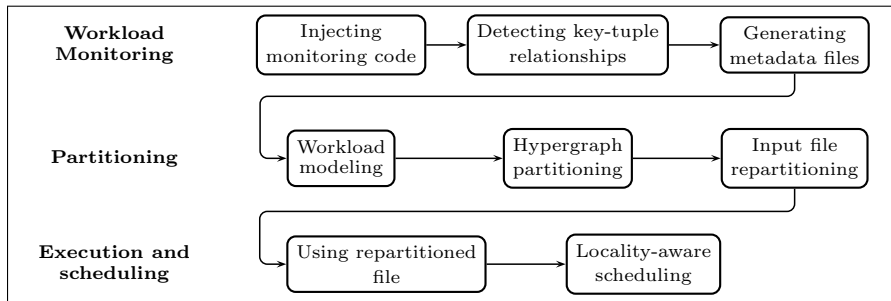 Workload
Monitoring
Injecting
monitoring code
Detecting key-tuple
relationships
Generating
metadata files
Partitioning
Workload
modeling
Hypergraph
partitioning
Input file
repartitioning
Execution and
scheduling
Using repartitioned
file
Locality-aware
scheduling